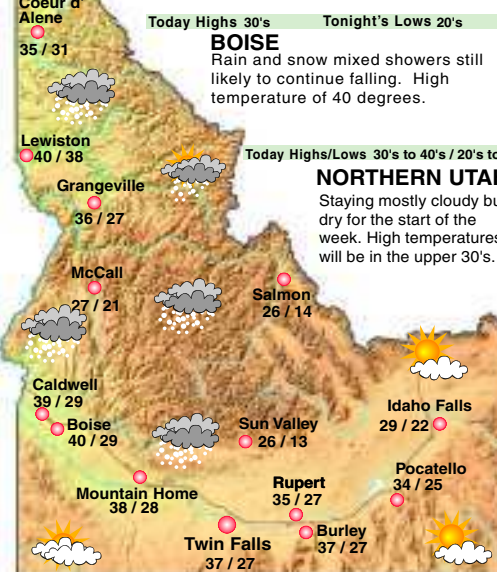 Coeur d'
Alene
35 / 31
Today Highs 30's Tonight's Lows 20's
BOISE
Rain and snow mixed showers still
likely to continue falling. High
temperature of 40 degrees.
Lewiston
40 / 38
Today Highs/Lows 30's to 40's / 20's to
NORTHERN UTAH
Staying mostly cloudy bu
dry for the start of the
week. High temperatures
will be in the upper 30's.
Grangeville
36 / 27
McCall
27 / 21
Salmon
26 / 14
Caldwell
39 / 29
Boise
40 / 29
Sun Valley
26 / 13
Idaho Falls
29 / 22
Mountain Home
38 / 28
Rupert
35 / 27
Pocatello
34 / 25
Twin Falls
37 / 27
Burley
37 / 27